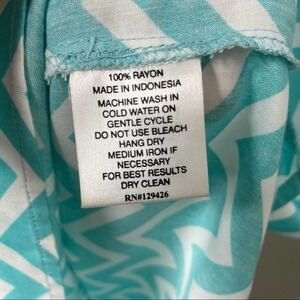 100% RAYON
MADE IN INDONESIA
MACHINE WASH IN
COLD WATER ON
GENTLE CYCLE
DO NOT USE BLEACH
HANG DRY
MEDIUM IRON IF
NECESSARY
FOR BEST RESULTS
DRY CLEAN
RN#129426